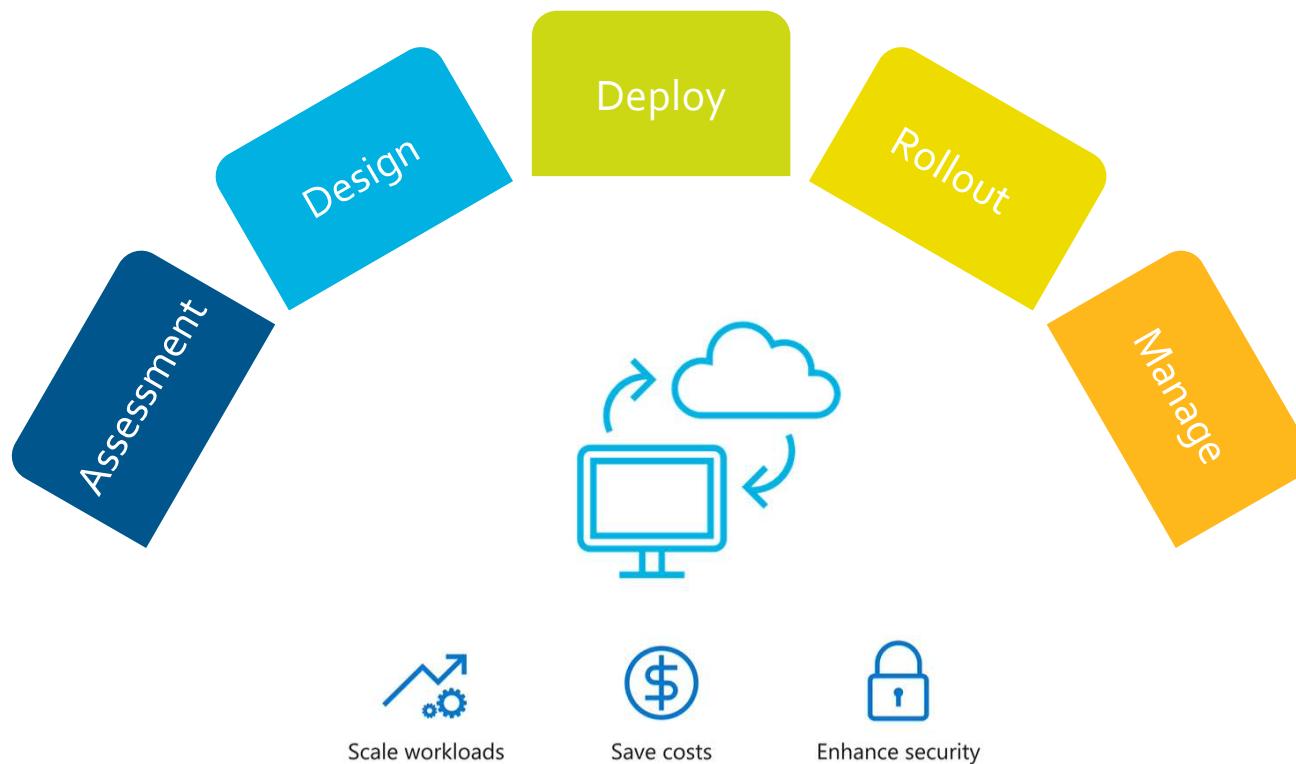 Assessment
Design
Deploy
Rollout
Manage
$
Scale workloads
Save costs
Enhance security